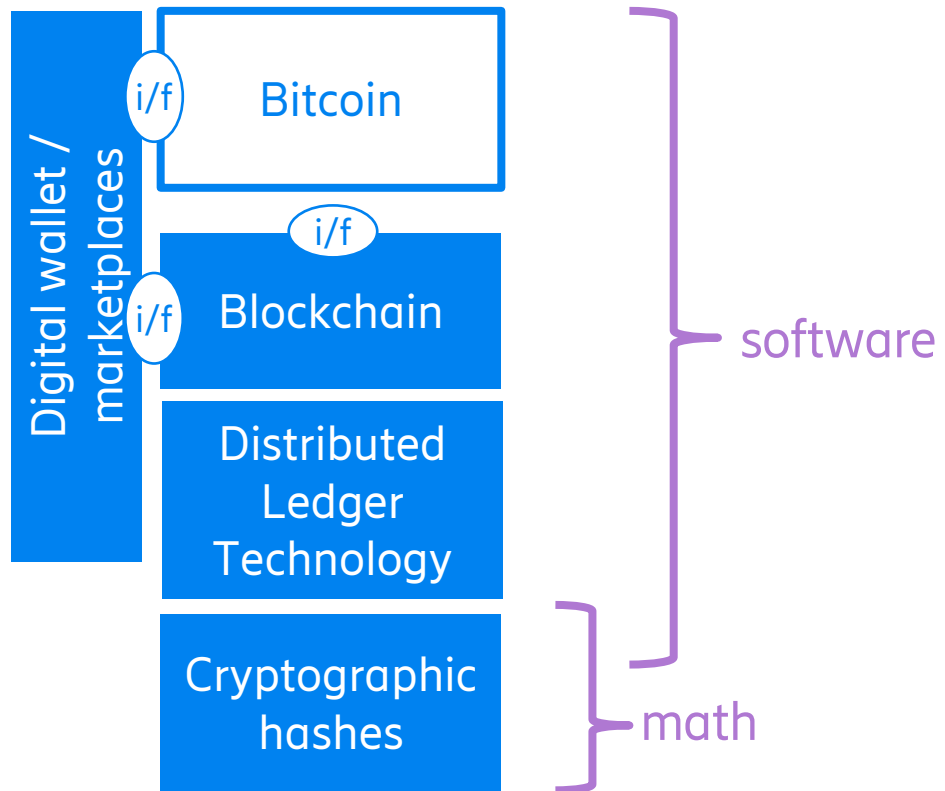 Digital wallet /
marketplaces
i/f
Bitcoin
i/f
i/f
Blockchain
Distributed
Ledger
Technology
Cryptographic
hashes
software
math